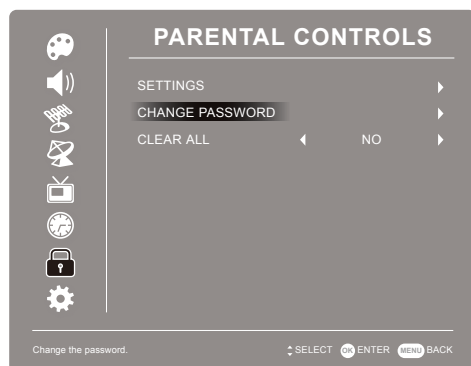 PARENTAL CONTROLS
SETTINGS
CHANGE PASSWORD
CLEAR ALL NO
Change the password. SELECT OK ENTER MENU BACK